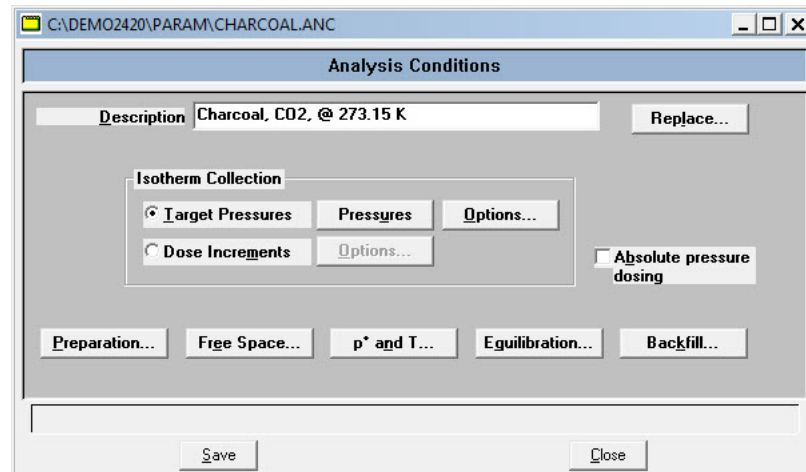 C:\DEMO2420\PARAM\CHARCOAL.ANC
Analysis Conditions
Description Charcoal, CO2, @ 273.15 K Replace...
Isotherm Collection
Target Pressures Pressures Options...
Dose Increments Options...
Absolute pressure
dosing
Preparation... Free Space... p* and T... Equilibration... Backfill...
Save Close